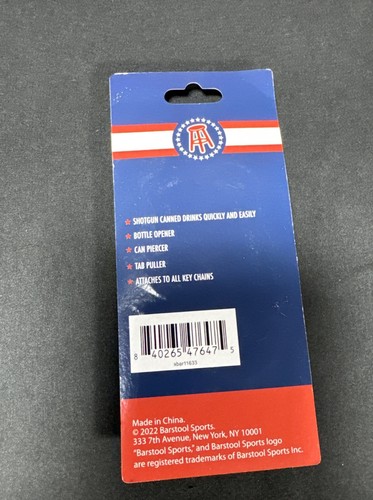 ★ SHOTGUN CANNED DRINKS QUICKLY AND EASILY
★ BOTTLE OPENER
★ CAN PIERCER
★ TAB PULLER
★ ATTACHES TO ALL KEY CHAINS
8 40265 47647 5
sbar11633
Made in China.
© 2022 Barstool Sports.
333 7th Avenue, New York, NY 10001
"Barstool Sports," and Barstool Sports logo
are registered trademarks of Barstool Sports Inc.